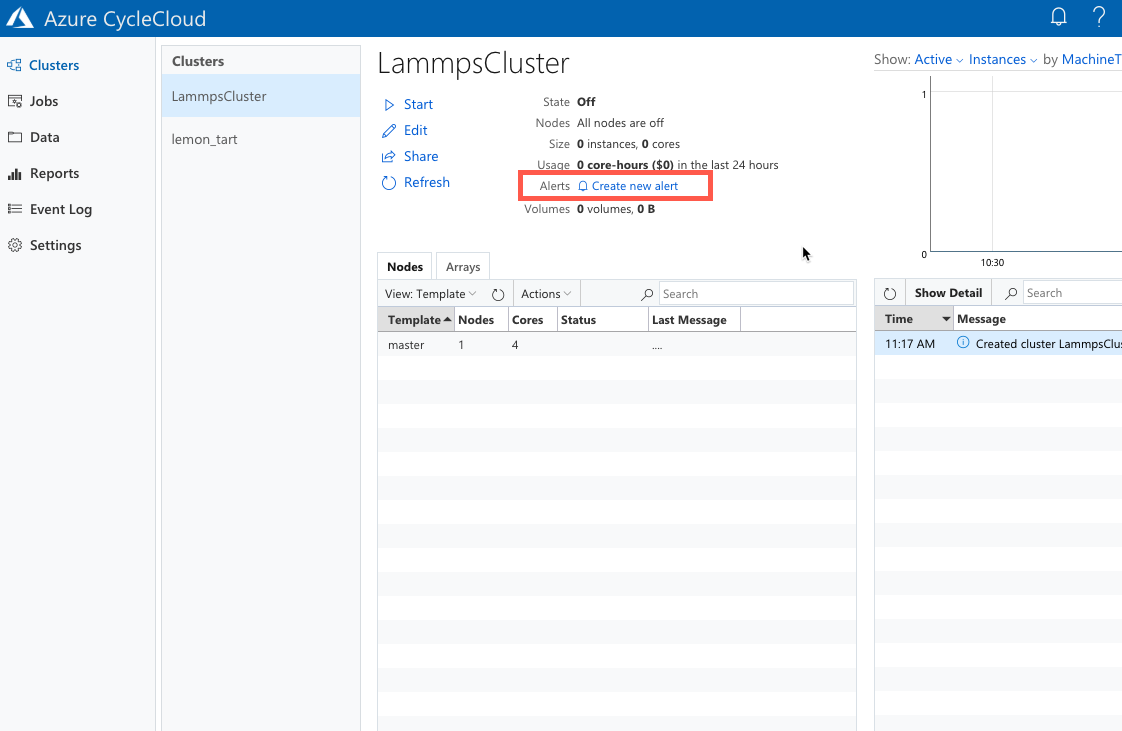 Azure CycleCloud
?
Clusters
Jobs
Data
Reports
Event Log
Settings
Clusters
LammpsCluster
lemon_tart
LammpsCluster
Start
Edit
Share
Refresh
State Off
Nodes All nodes are off
Size 0 instances, 0 cores
Usage 0 core-hours ($0) in the last 24 hours
Alerts Create new alert
Volumes 0 volumes, 0 B
Show: Active Instances by MachineT
1
0
10:30
Nodes Arrays
View: Template Actions Search
Template Nodes Cores Status Last Message
master 1 4 ....
Show Detail Search
Time Message
11:17 AM Created cluster LammpsClus